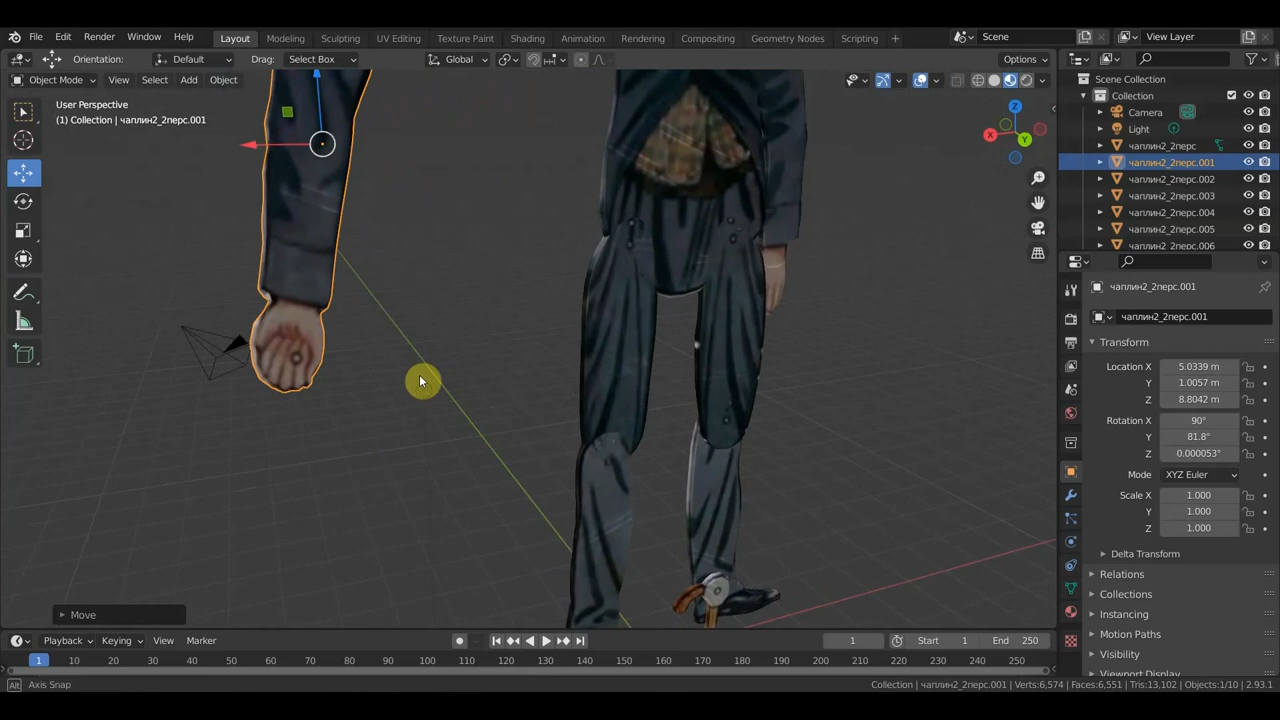 File Edit Render Window Help Layout Modeling Sculpting UV Editing Texture Paint Shading Animation Rendering Compositing Geometry Nodes Scripting + Scene View Layer
Orientation: Default Drag: Select Box Global Options
Object Mode View Select Add Object
User Perspective
(1) Collection | чаплин2_2перс.001
Z
X
Y
Scene Collection
Collection
Camera
Light
чаплин2_2перс
чаплин2_2перс.001
чаплин2_2перс.002
чаплин2_2перс.003
чаплин2_2перс.004
чаплин2_2перс.005
чаплин2_2перс.006
чаплин2_2перс.001
чаплин2_2перс.001
Transform
Location X 5.0339 m
Y 1.0057 m
Z 8.8042 m
Rotation X 90°
Y 81.8°
Z 0.000053°
Mode XYZ Euler
Scale X 1.000
Y 1.000
Z 1.000
Delta Transform
Relations
Collections
Instancing
Motion Paths
Visibility
Viewport Display
Move
Playback Keying View Marker 1 Start 1 End 250
1 10 20 30 40 50 60 70 80 90 100 110 120 130 140 150 160 170 180 190 200 210 220 230 240 250
Alt Axis Snap Collection | чаплин2_2перс.001 | Verts:6,574 | Faces:6,551 | Tris:13,102 | Objects:1/10 | 2.93.1